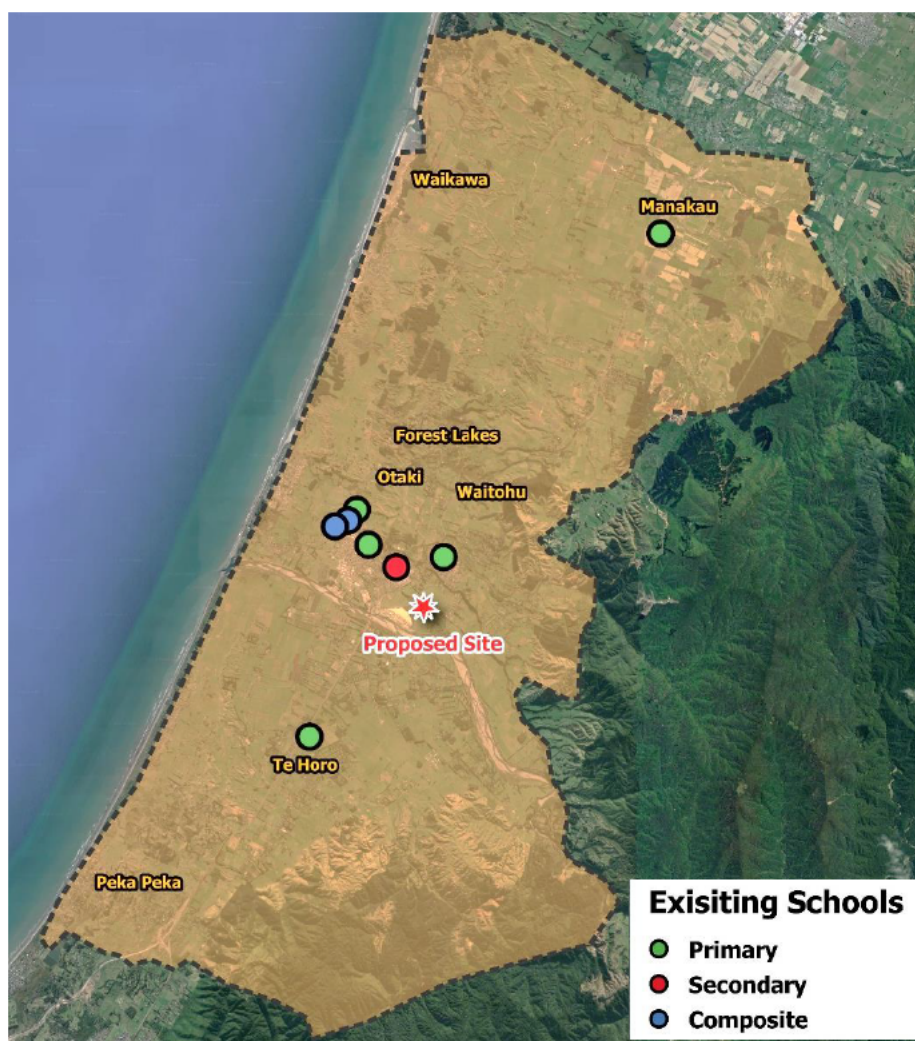 Waikawa
Manakau
Forest Lakes
Otaki
Waitohu
Proposed Site
Te Horo
Peka Peka
Exisiting Schools
Primary
Secondary
Composite